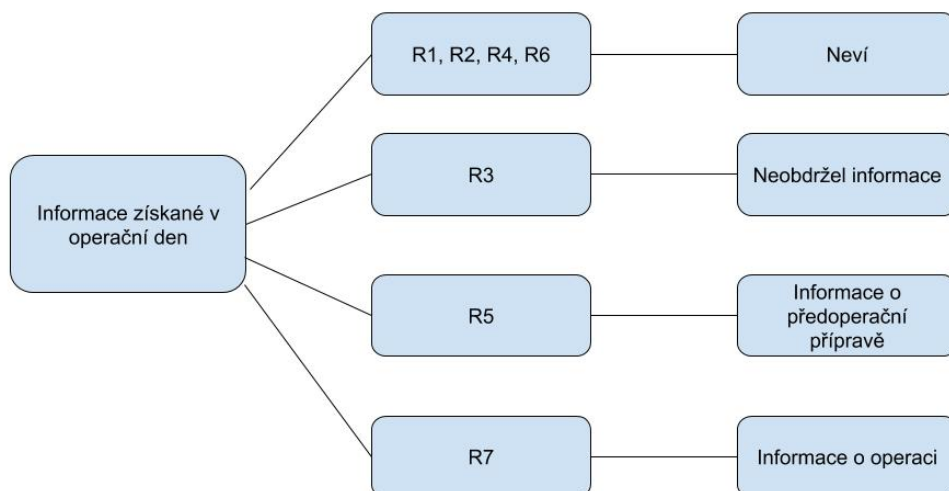 R1, R2, R4, R6
Neví
R3
Neobdržel informace
Informace získané v
operační den
R5
Informace o
předoperační
přípravě
R7
Informace o operaci